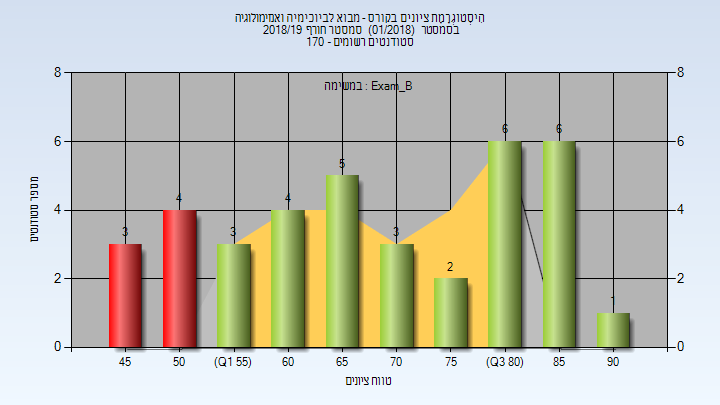 היסטוגרמת ציונים בקורס - מבוא לביוכימיה ואנזימולוגיה
בסמסטר (01/2018) סמסטר חורף 2018/19
סטודנטים רשומים - 170
במשימה : Exam_B
8 8
6 6
4 4
2 2
0 0
3 4 3 4 5 3 2 6 6 1
מספר סטודנטים
45 50 (Q1 55) 60 65 70 75 (Q3 80) 85 90
טווח ציונים